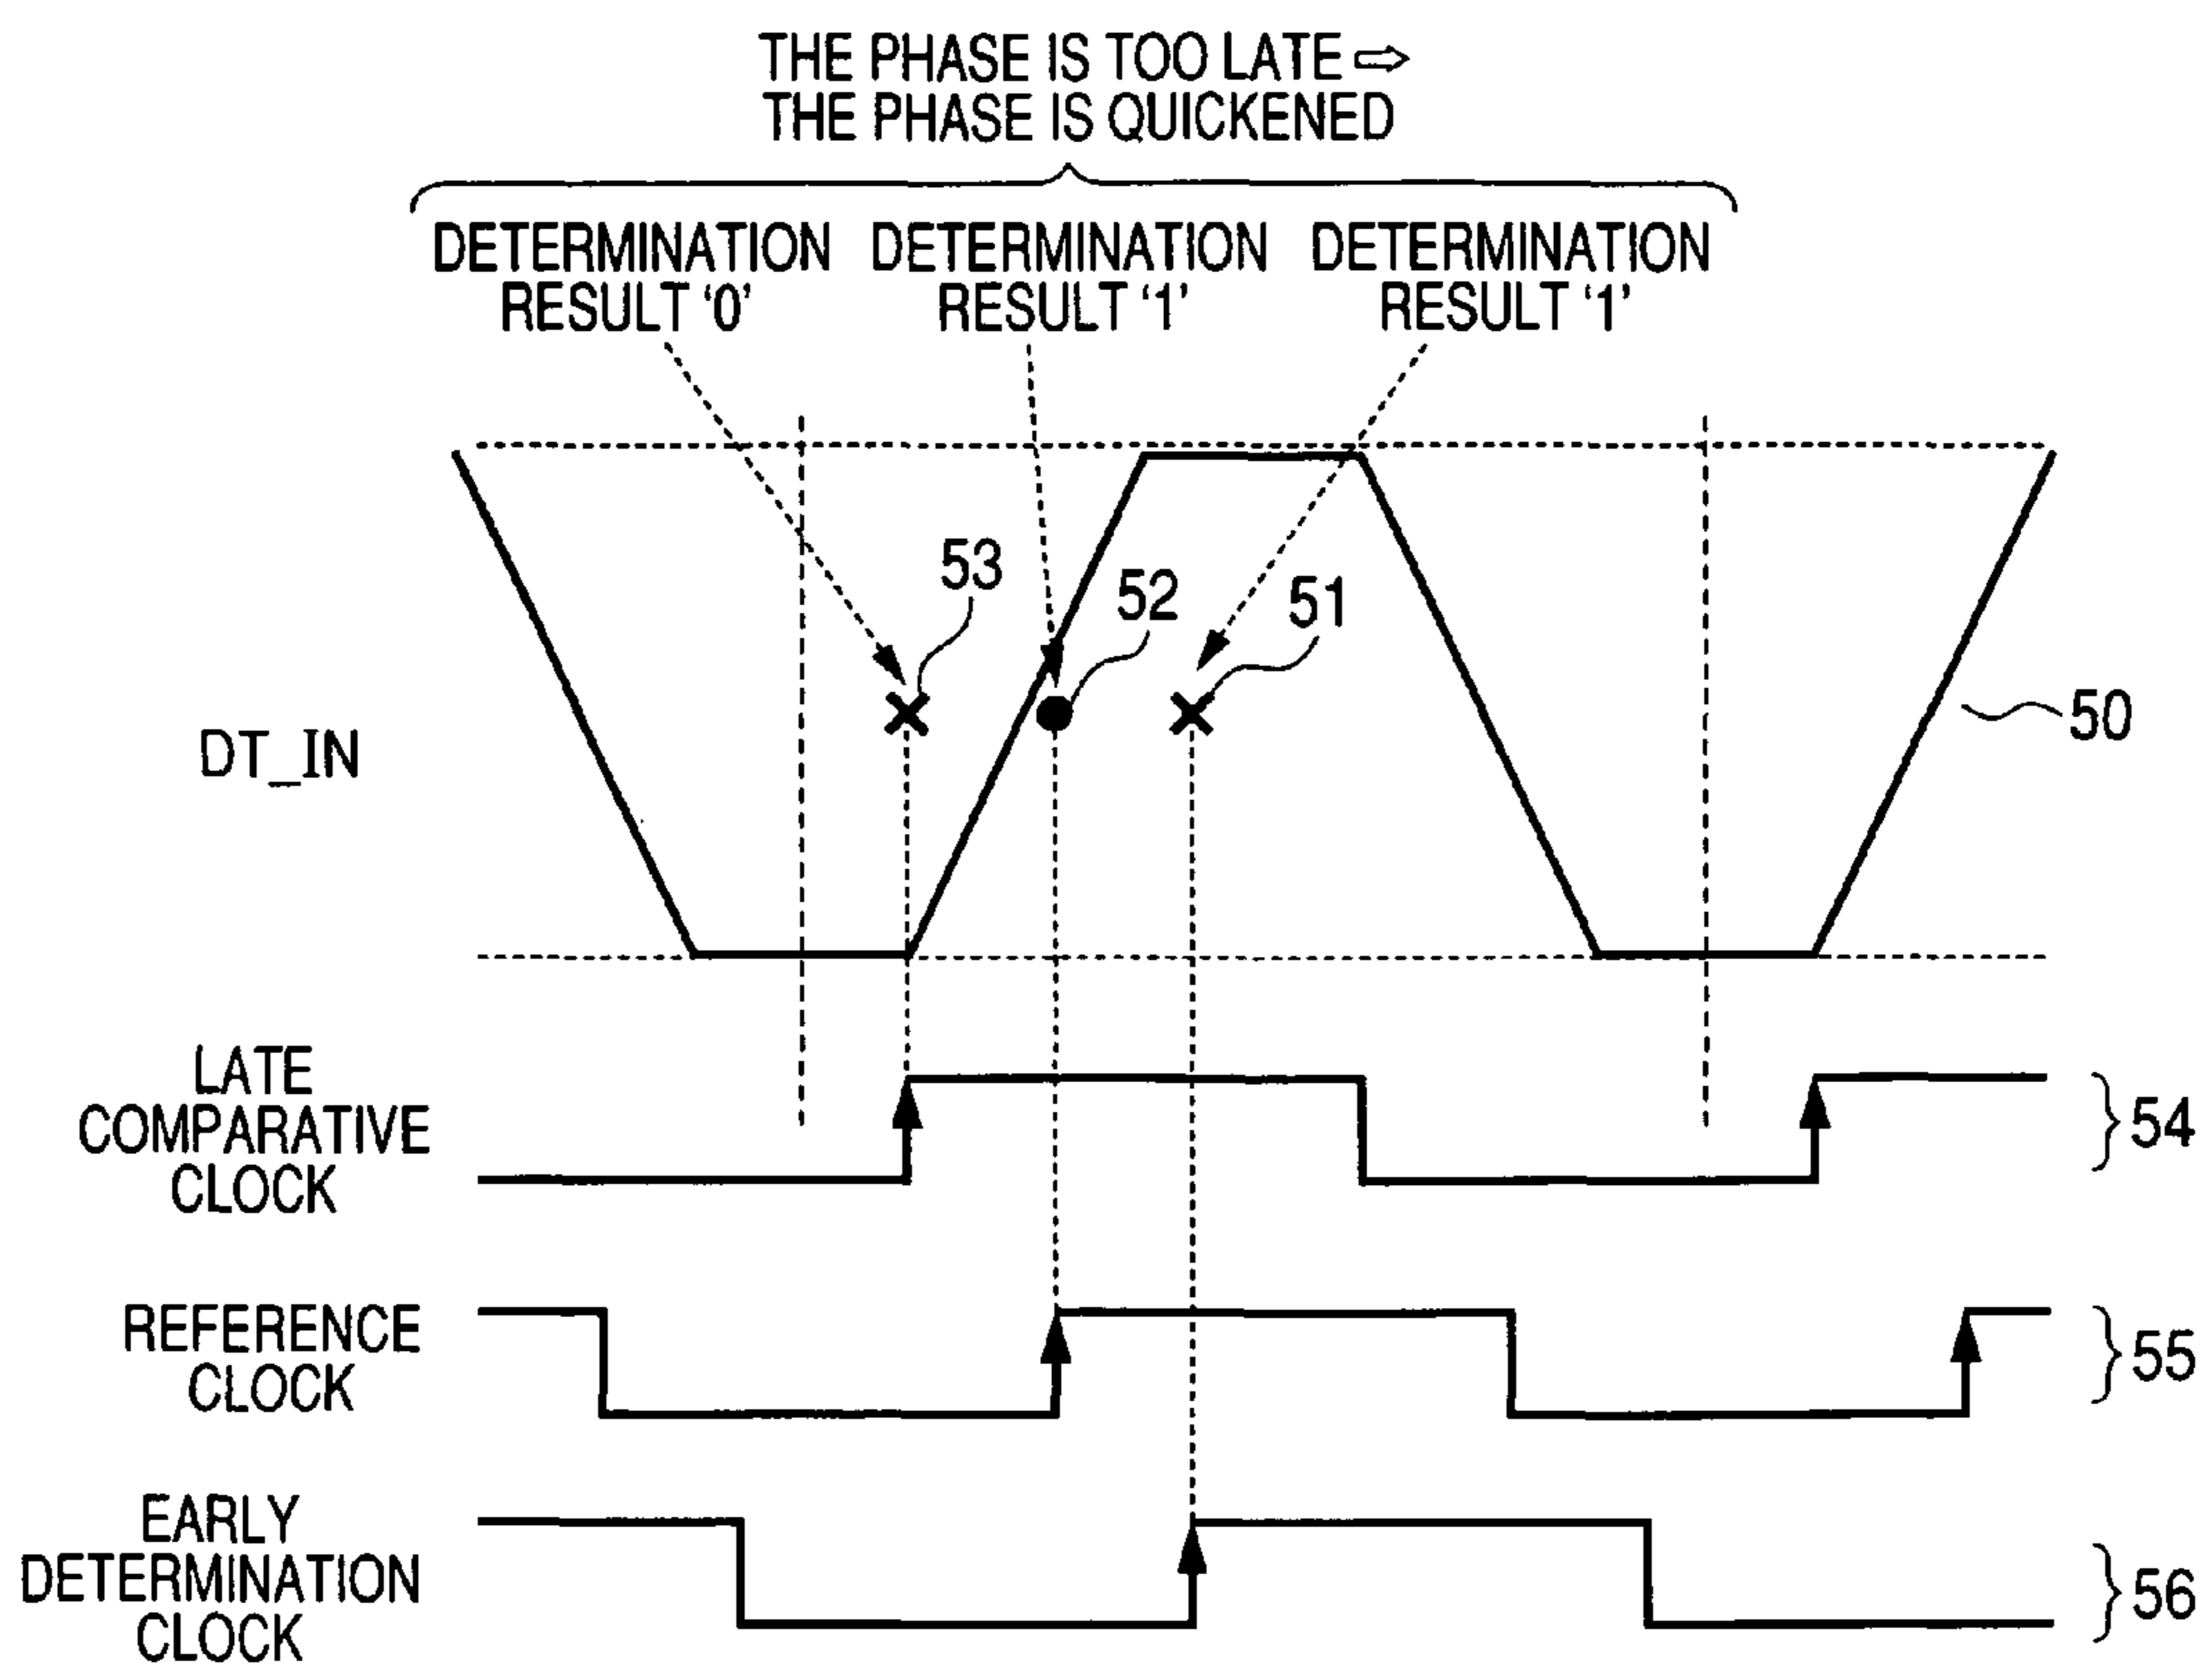 THE PHASE IS TOO LATE ⇨
THE PHASE IS QUICKENED
DETERMINATION RESULT ‘0’
DETERMINATION RESULT ‘1’
DETERMINATION RESULT ‘1’
53
52
51
50
DT_IN
LATE
COMPARATIVE
CLOCK
54
REFERENCE
CLOCK
55
EARLY
DETERMINATION
CLOCK
56